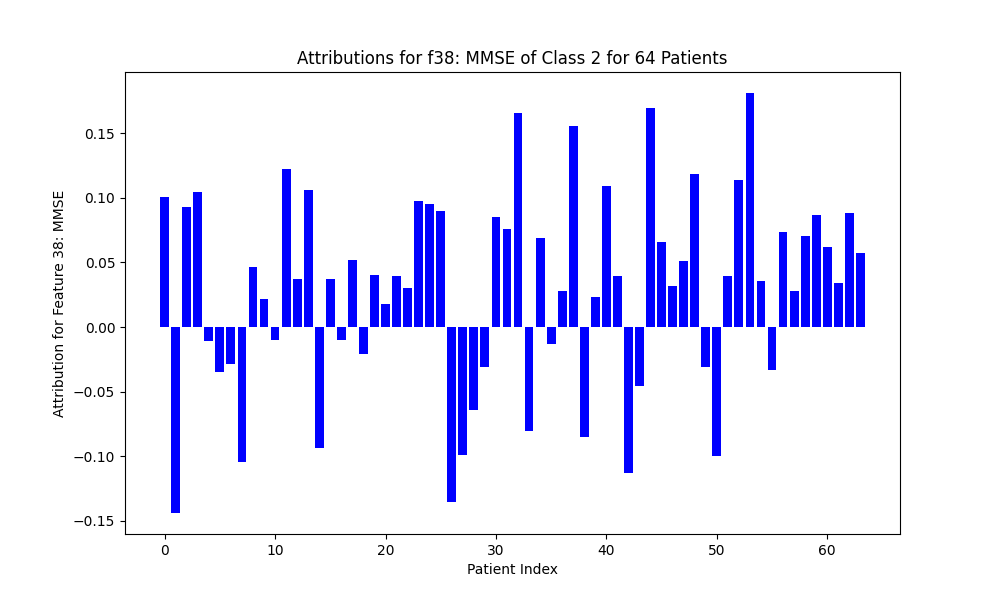 Attributions for f38: MMSE of Class 2 for 64 Patients
Attribution for Feature 38: MMSE
0.15
0.10
0.05
0.00
−0.05
−0.10
−0.15
0 10 20 30 40 50 60
Patient Index